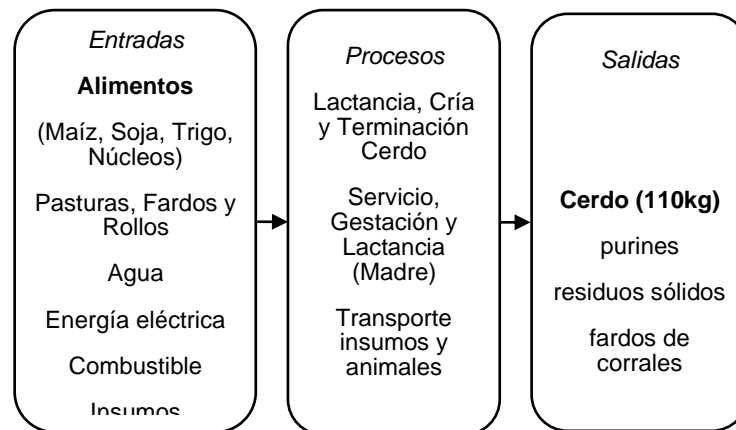 Entradas
Alimentos
(Maíz, Soja, Trigo,
Núcleos)
Pasturas, Fardos y
Rollos
Agua
Energía eléctrica
Combustible
Insumos
Procesos
Lactancia, Cría
y Terminación
Cerdo
Servicio,
Gestación y
Lactancia
(Madre)
Transporte
insumos y
animales
Salidas
Cerdo (110kg)
purines
residuos sólidos
fardos de
corrales